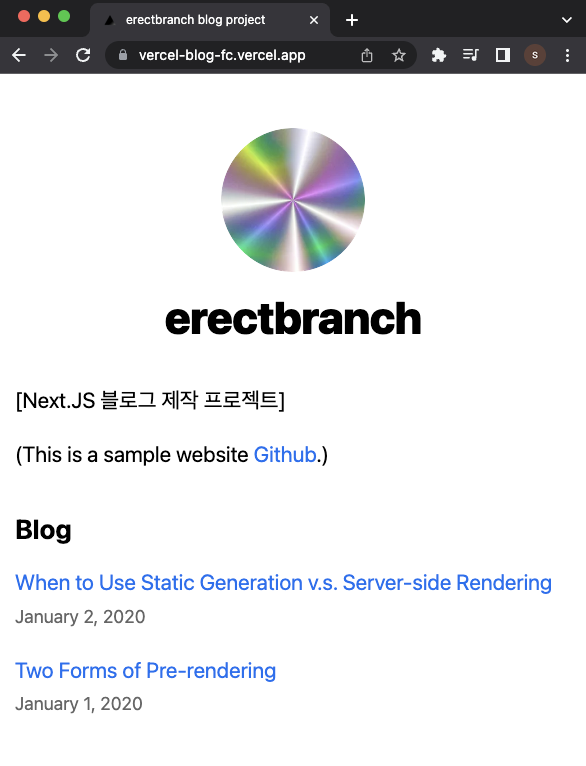 erectbranch blog project
vercel-blog-fc.vercel.app
s
erectbranch
[Next.JS 블로그 제작 프로젝트]
(This is a sample website Github.)
Blog
When to Use Static Generation v.s. Server-side Rendering
January 2, 2020
Two Forms of Pre-rendering
January 1, 2020